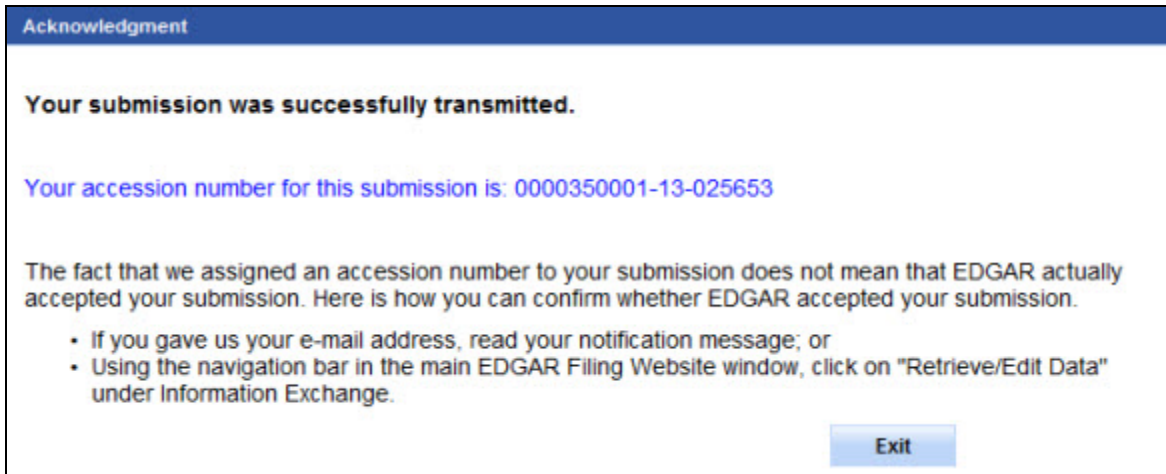 Acknowledgment
Your submission was successfully transmitted.
Your accession number for this submission is: 0000350001-13-025653
The fact that we assigned an accession number to your submission does not mean that EDGAR actually
accepted your submission. Here is how you can confirm whether EDGAR accepted your submission.
• If you gave us your e-mail address, read your notification message; or
• Using the navigation bar in the main EDGAR Filing Website window, click on "Retrieve/Edit Data"
under Information Exchange.
Exit